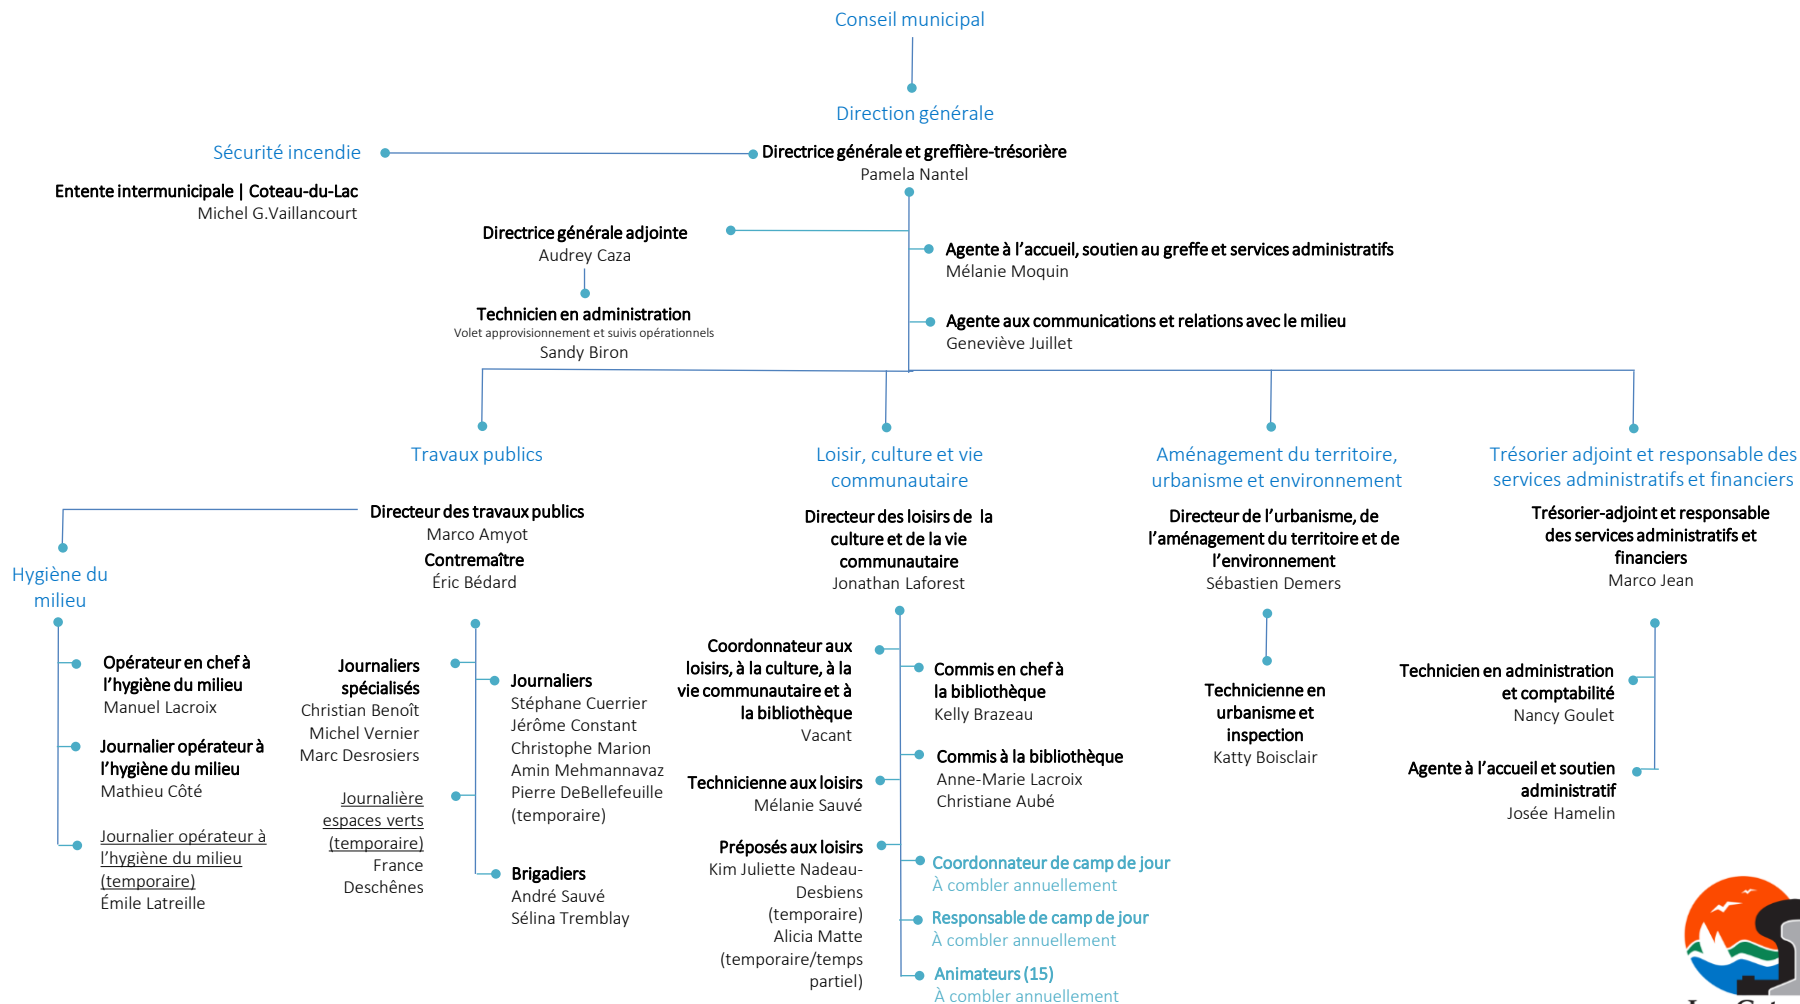 Conseil municipal
Direction générale
Directrice générale et greffière-trésorière
Pamela Nantel
Sécurité incendie
Entente intermunicipale | Coteau-du-Lac
Michel G.Vaillancourt
Directrice générale adjointe
Audrey Caza
Technicien en administration
Volet approvisionnement et suivis opérationnels
Sandy Biron
Agente à l'accueil, soutien au greffe et services administratifs
Mélanie Moquin
Agente aux communications et relations avec le milieu
Geneviève Juillet
Travaux publics
Directeur des travaux publics
Marco Amyot
Contremaître
Éric Bédard
Hygiène du
milieu
Opérateur en chef à
l'hygiène du milieu
Manuel Lacroix
Journalier opérateur à
l'hygiène du milieu
Mathieu Côté
Journalier opérateur à
l'hygiène du milieu
(temporaire)
Émile Latreille
Journaliers
spécialisés
Christian Benoît
Michel Vernier
Marc Desrosiers
Journalière
espaces verts
(temporaire)
France
Deschênes
Journaliers
Stéphane Cuerrier
Jérôme Constant
Christophe Marion
Amin Mehmannavaz
Pierre DeBellefeuille
(temporaire)
Brigadiers
André Sauvé
Sélina Tremblay
Loisir, culture et vie
communautaire
Directeur des loisirs de la
culture et de la vie
communautaire
Jonathan Laforest
Coordonnateur aux
loisirs, à la culture, à la
vie communautaire et à
la bibliothèque
Vacant
Technicienne aux loisirs
Mélanie Sauvé
Préposés aux loisirs
Kim Juliette Nadeau-
Desbiens
(temporaire)
Alicia Matte
(temporaire/temps
partiel)
Commis en chef à
la bibliothèque
Kelly Brazeau
Commis à la bibliothèque
Anne-Marie Lacroix
Christiane Aubé
Coordonnateur de camp de jour
À combler annuellement
Responsable de camp de jour
À combler annuellement
Animateurs (15)
À combler annuellement
Aménagement du territoire,
urbanisme et environnement
Directeur de l'urbanisme, de
l'aménagement du territoire et de
l'environnement
Sébastien Demers
Technicienne en
urbanisme et
inspection
Katty Boisclair
Trésorier adjoint et responsable des
services administratifs et financiers
Trésorier-adjoint et responsable
des services administratifs et
financiers
Marco Jean
Technicien en administration
et comptabilité
Nancy Goulet
Agente à l'accueil et soutien
administratif
Josée Hamelin